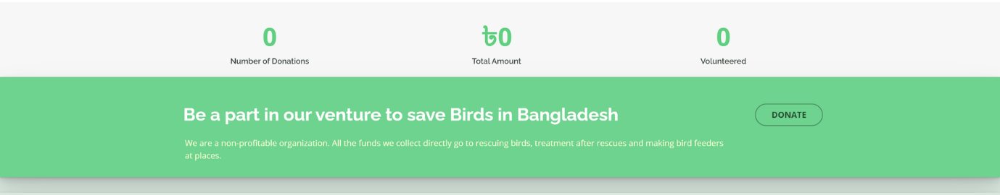 0 ৳0 0
Number of Donations Total Amount Volunteered
Be a part in our venture to save Birds in Bangladesh
DONATE
We are a non-profitable organization. All the funds we collect directly go to rescuing birds, treatment after rescues and making bird feeders
at places.